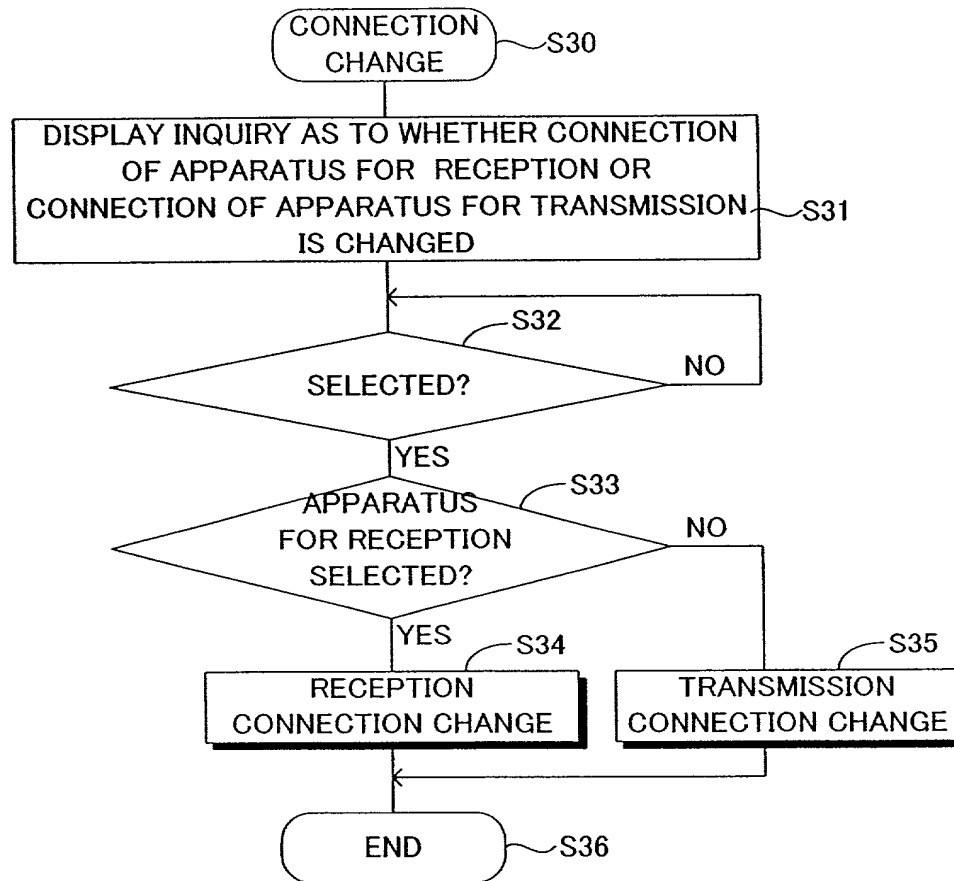 CONNECTION
CHANGE
S30
DISPLAY INQUIRY AS TO WHETHER CONNECTION
OF APPARATUS FOR RECEPTION OR
CONNECTION OF APPARATUS FOR TRANSMISSION
IS CHANGED
S31
S32
SELECTED?
NO
YES
S33
APPARATUS
FOR RECEPTION
SELECTED?
NO
YES
S34
RECEPTION
CONNECTION CHANGE
S35
TRANSMISSION
CONNECTION CHANGE
END
S36